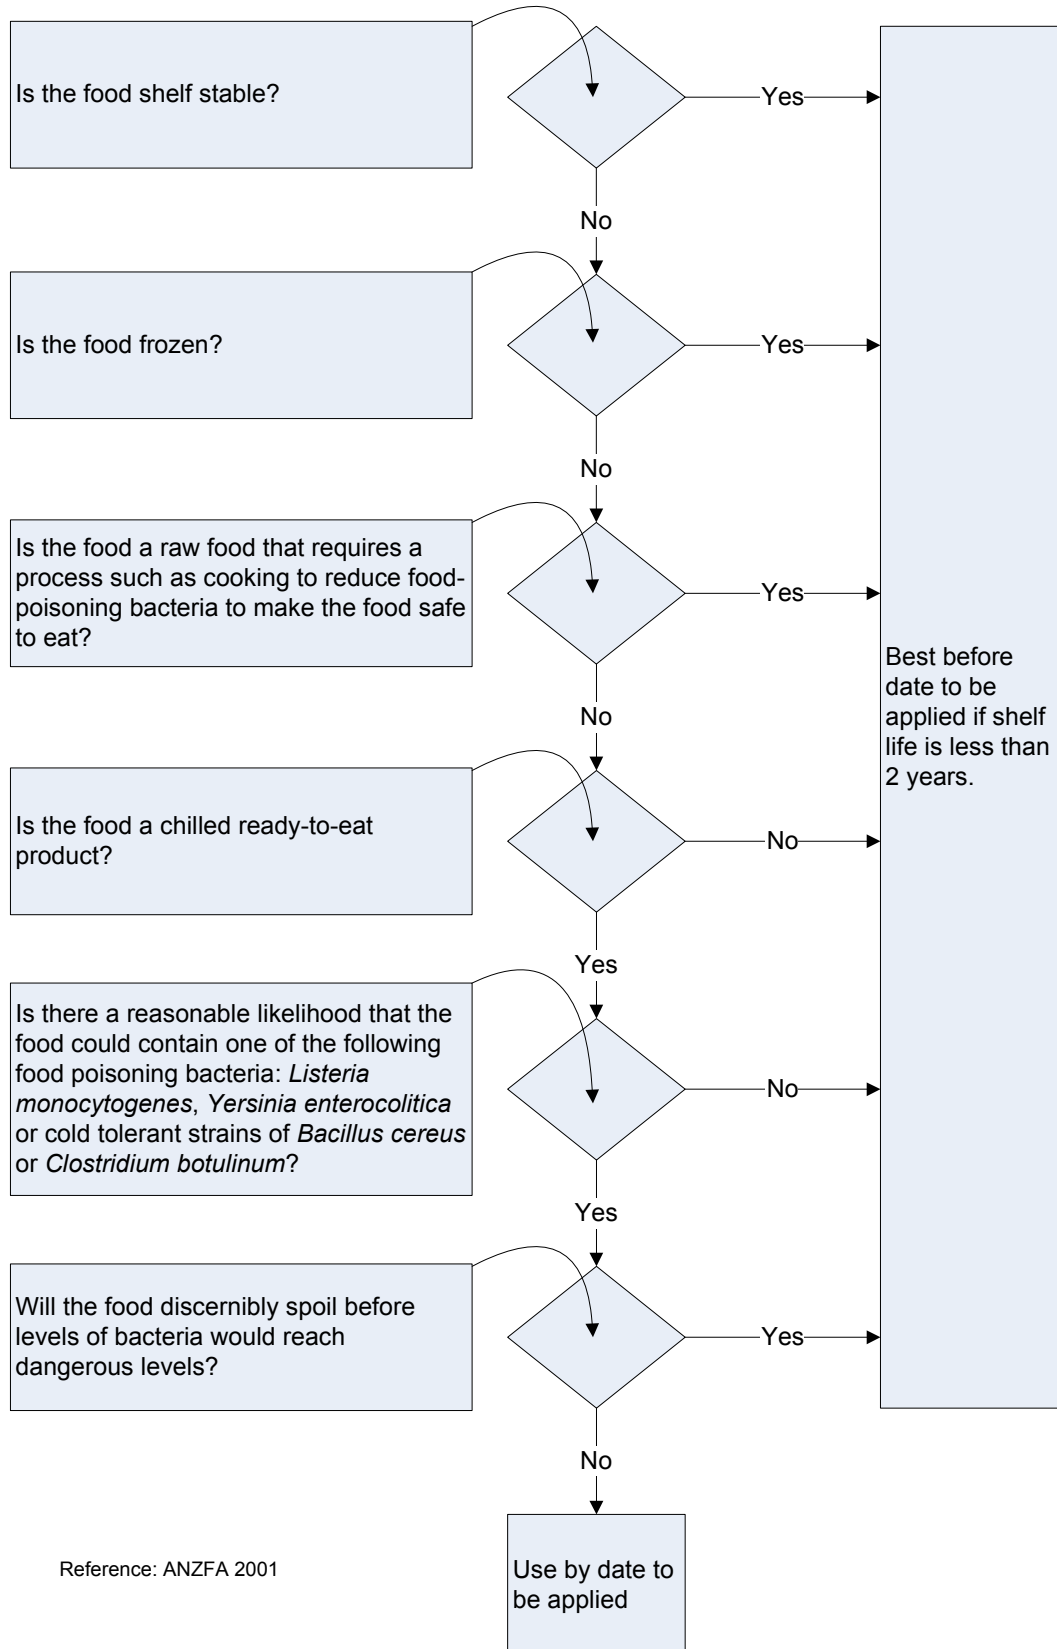 Is the food shelf stable?
Yes
No
Is the food frozen?
Yes
No
Is the food a raw food that requires a
process such as cooking to reduce food-
poisoning bacteria to make the food safe
to eat?
Yes
No
Best before
date to be
applied if shelf
life is less than
2 years.
Is the food a chilled ready-to-eat
product?
No
Yes
Is there a reasonable likelihood that the
food could contain one of the following
food poisoning bacteria: Listeria
monocytogenes, Yersinia enterocolitica
or cold tolerant strains of Bacillus cereus
or Clostridium botulinum?
No
Yes
Will the food discernibly spoil before
levels of bacteria would reach
dangerous levels?
Yes
No
Reference: ANZFA 2001
Use by date to
be applied